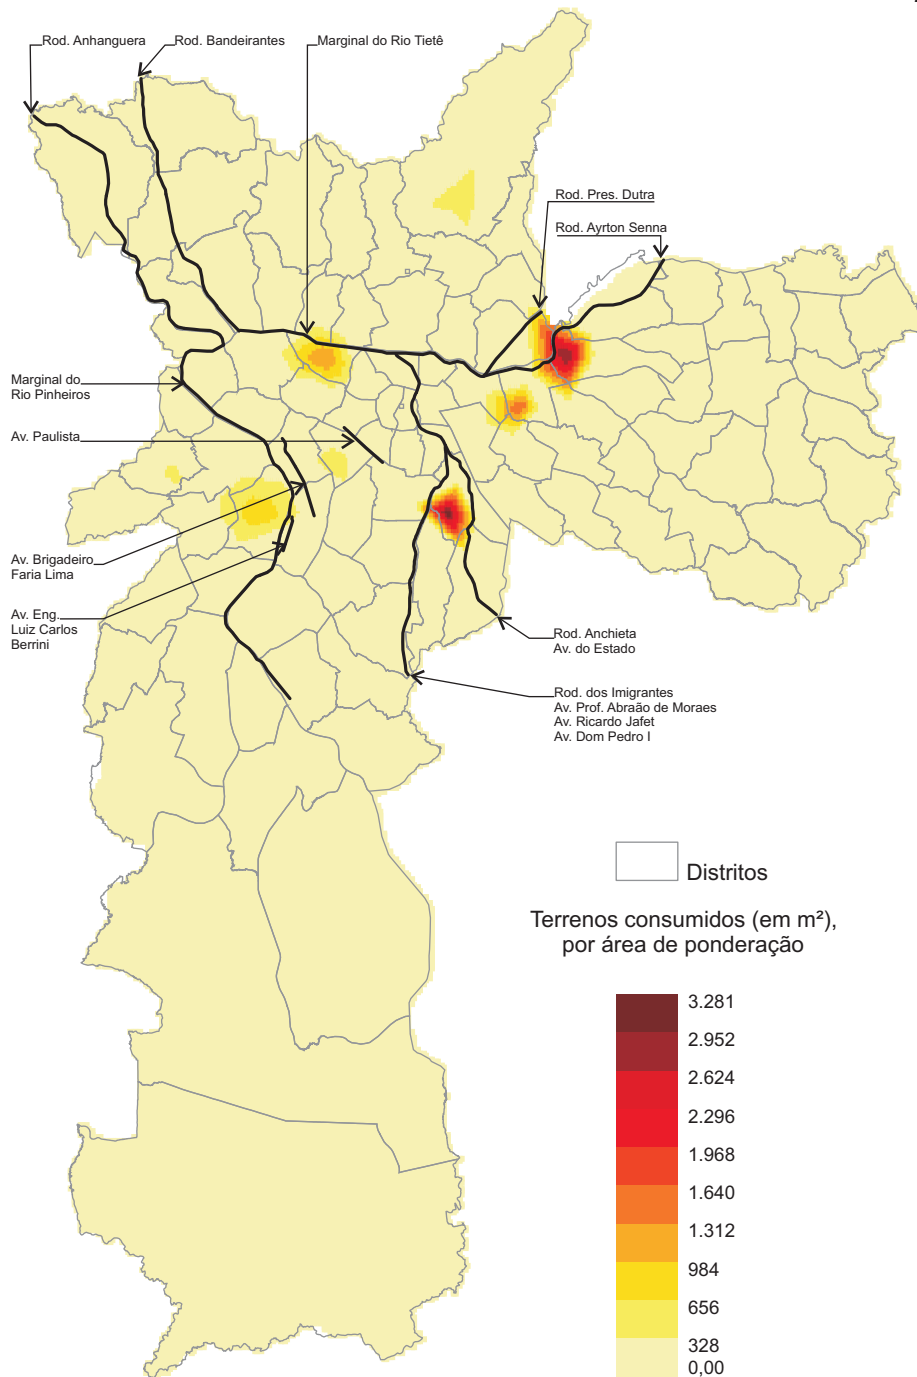 Rod. Anhanguera
Rod. Bandeirantes
Marginal do Rio Tietê
Rod. Pres. Dutra
Rod. Ayrton Senna
Marginal do
Rio Pinheiros
Av. Paulista
Av. Brigadeiro
Faria Lima
Av. Eng.
Luiz Carlos
Berrini
Rod. Anchieta
Av. do Estado
Rod. dos Imigrantes
Av. Prof. Abraão de Moraes
Av. Ricardo Jafet
Av. Dom Pedro I
Distritos
Terrenos consumidos (em m²),
por área de ponderação
3.281
2.952
2.624
2.296
1.968
1.640
1.312
984
656
328
0,00